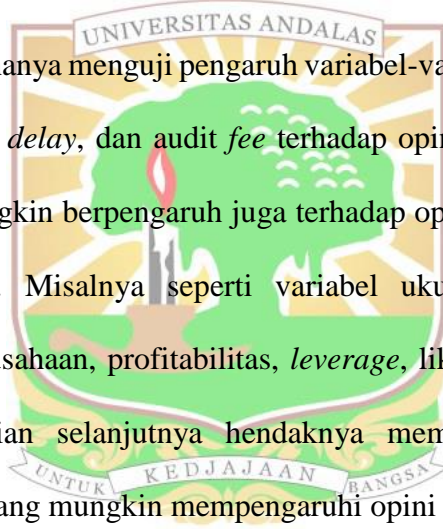 UNIVERSITAS ANDALAS
anya menguji pengaruh variabel-va
delay, dan audit fee terhadap opin
gkin berpengaruh juga terhadap op
Misalnya seperti variabel uku
sahaan, profitabilitas, leverage, lik
ian selanjutnya hendaknya mem
UNTUK KEDJAJAAN BANGSA
ang mungkin mempengaruhi opini